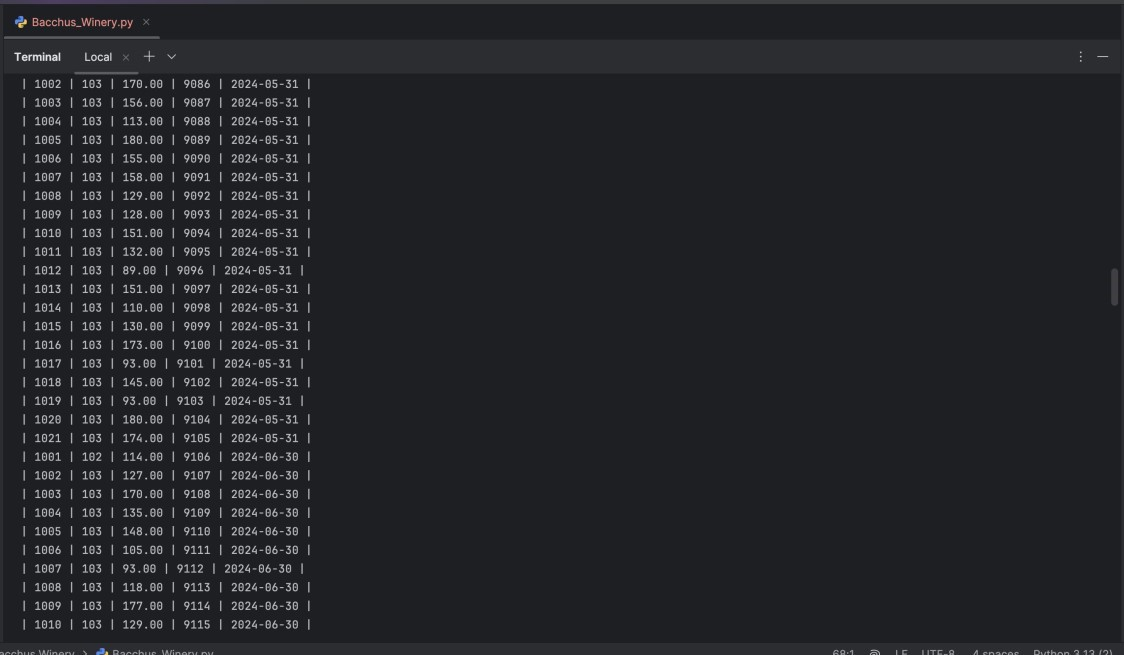 Bacchus_Winery.py ×
Terminal Local × + 
| 1002 | 103 | 170.00 | 9086 | 2024-05-31 |
| 1003 | 103 | 156.00 | 9087 | 2024-05-31 |
| 1004 | 103 | 113.00 | 9088 | 2024-05-31 |
| 1005 | 103 | 180.00 | 9089 | 2024-05-31 |
| 1006 | 103 | 155.00 | 9090 | 2024-05-31 |
| 1007 | 103 | 158.00 | 9091 | 2024-05-31 |
| 1008 | 103 | 129.00 | 9092 | 2024-05-31 |
| 1009 | 103 | 128.00 | 9093 | 2024-05-31 |
| 1010 | 103 | 151.00 | 9094 | 2024-05-31 |
| 1011 | 103 | 132.00 | 9095 | 2024-05-31 |
| 1012 | 103 | 89.00 | 9096 | 2024-05-31 |
| 1013 | 103 | 151.00 | 9097 | 2024-05-31 |
| 1014 | 103 | 110.00 | 9098 | 2024-05-31 |
| 1015 | 103 | 130.00 | 9099 | 2024-05-31 |
| 1016 | 103 | 173.00 | 9100 | 2024-05-31 |
| 1017 | 103 | 93.00 | 9101 | 2024-05-31 |
| 1018 | 103 | 145.00 | 9102 | 2024-05-31 |
| 1019 | 103 | 93.00 | 9103 | 2024-05-31 |
| 1020 | 103 | 180.00 | 9104 | 2024-05-31 |
| 1021 | 103 | 174.00 | 9105 | 2024-05-31 |
| 1001 | 102 | 114.00 | 9106 | 2024-06-30 |
| 1002 | 103 | 127.00 | 9107 | 2024-06-30 |
| 1003 | 103 | 170.00 | 9108 | 2024-06-30 |
| 1004 | 103 | 135.00 | 9109 | 2024-06-30 |
| 1005 | 103 | 148.00 | 9110 | 2024-06-30 |
| 1006 | 103 | 105.00 | 9111 | 2024-06-30 |
| 1007 | 103 | 93.00 | 9112 | 2024-06-30 |
| 1008 | 103 | 118.00 | 9113 | 2024-06-30 |
| 1009 | 103 | 177.00 | 9114 | 2024-06-30 |
| 1010 | 103 | 129.00 | 9115 | 2024-06-30 |
acchus Winery > Bacchus_Winery.py 68:1 LF UTF-8 4 spaces Python 3.13 (2)